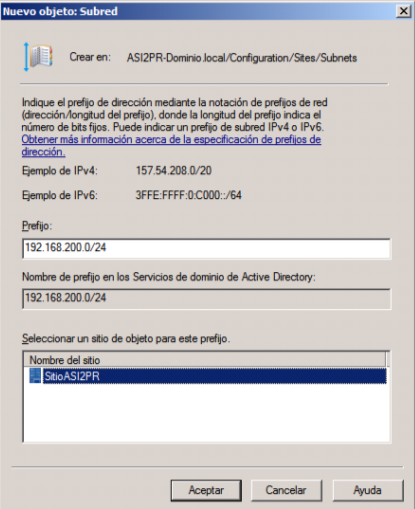 Nuevo objeto: Subred
Crear en: ASI2PR-Dominio.local/Configuration/Sites/Subnets
Indique el prefijo de dirección mediante la notación de prefijos de red
(dirección/longitud del prefijo), donde la longitud del prefijo indica el
número de bits fijos. Puede indicar un prefijo de subred IPv4 o IPv6.
Obtener más información acerca de la especificación de prefijos de
dirección.
Ejemplo de IPv4: 157.54.208.0/20
Ejemplo de IPv6: 3FFE:FFFF:0:C000::/64
Prefijo:
192.168.200.0/24
Nombre de prefijo en los Servicios de dominio de Active Directory:
192.168.200.0/24
Seleccionar un sitio de objeto para este prefijo.
Nombre del sitio
SitioASI2PR
Aceptar Cancelar Ayuda